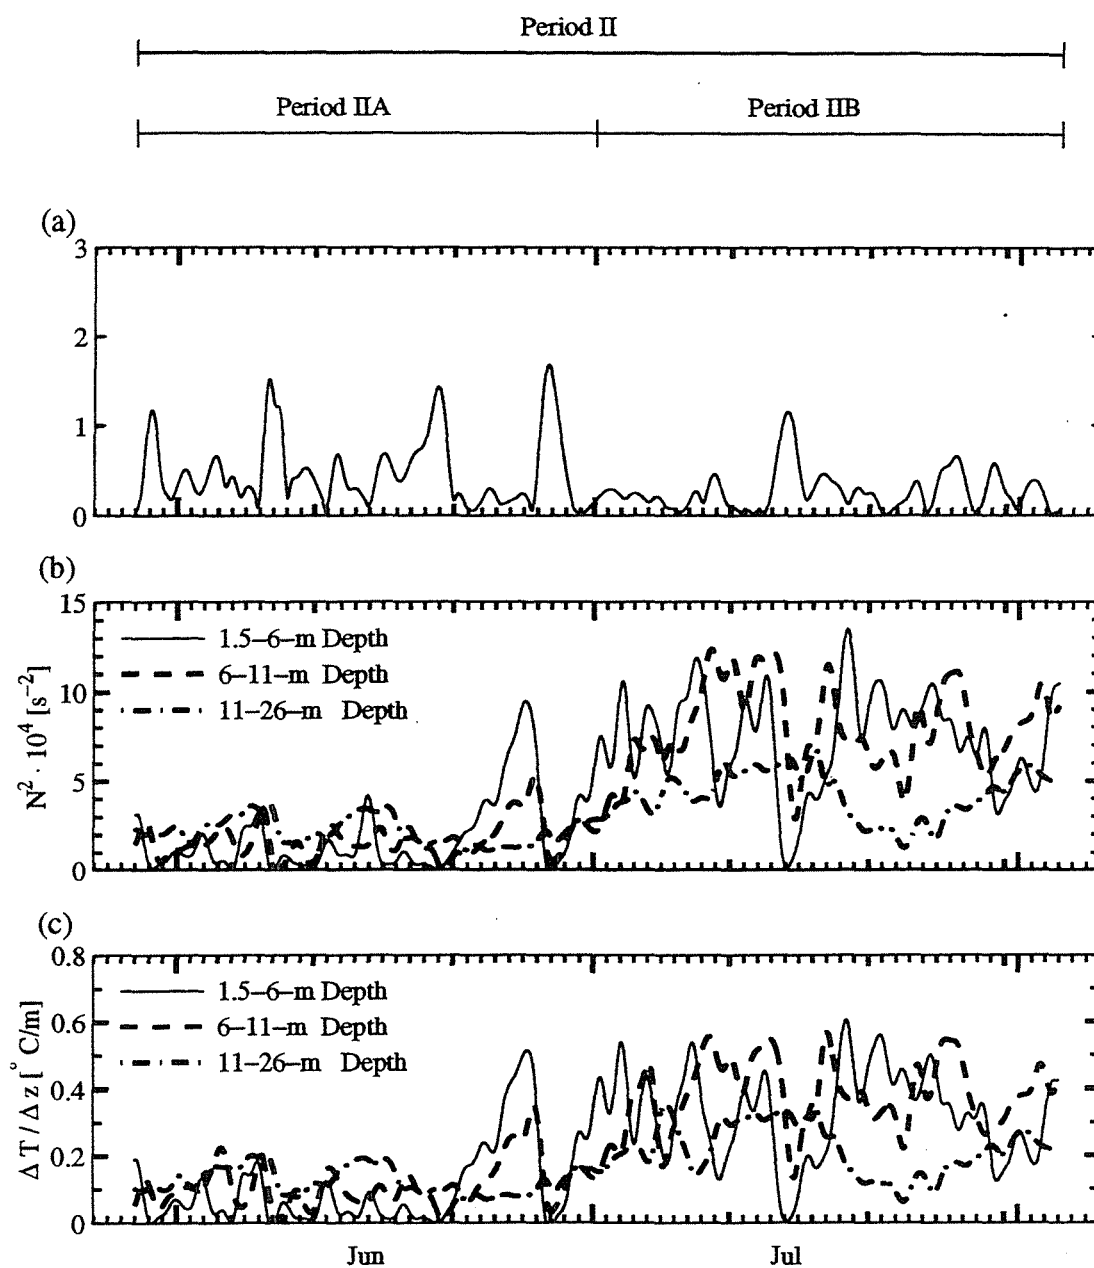 Period II
Period IIA
Period IIB
(a)
3
2
1
0
(b)
15
10
5
0
N² · 10⁴ [s⁻²]
1.5–6–m Depth
6–11–m Depth
11–26–m Depth
(c)
0.8
0.6
0.4
0.2
0
ΔT/Δz [° C/m]
1.5–6–m Depth
6–11–m Depth
11–26–m Depth
Jun
Jul